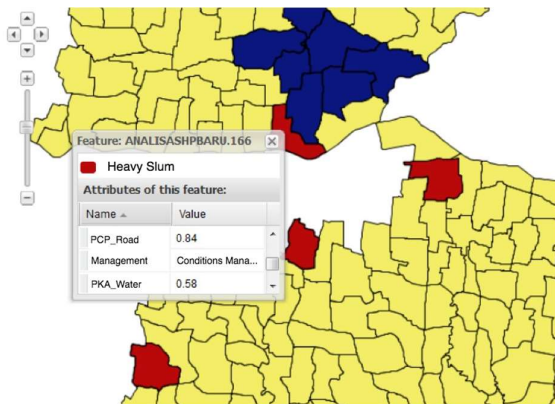 Feature: ANALISASHPBARU.166
Heavy Slum
Attributes of this feature:
Name Value
PCP_Road 0.84
Management Conditions Mana...
PKA_Water 0.58